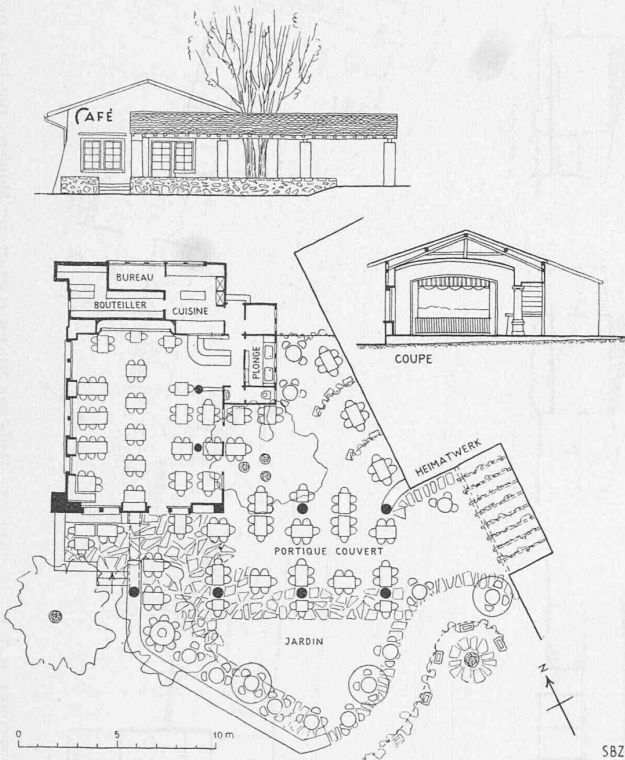 CAFÉ
COUPE
BUREAU
BOUTEILLER
CUISINE
PLONGE
HEIMATWERK
PORTIQUE COUVERT
JARDIN
N
0 5 10 m
SBZ